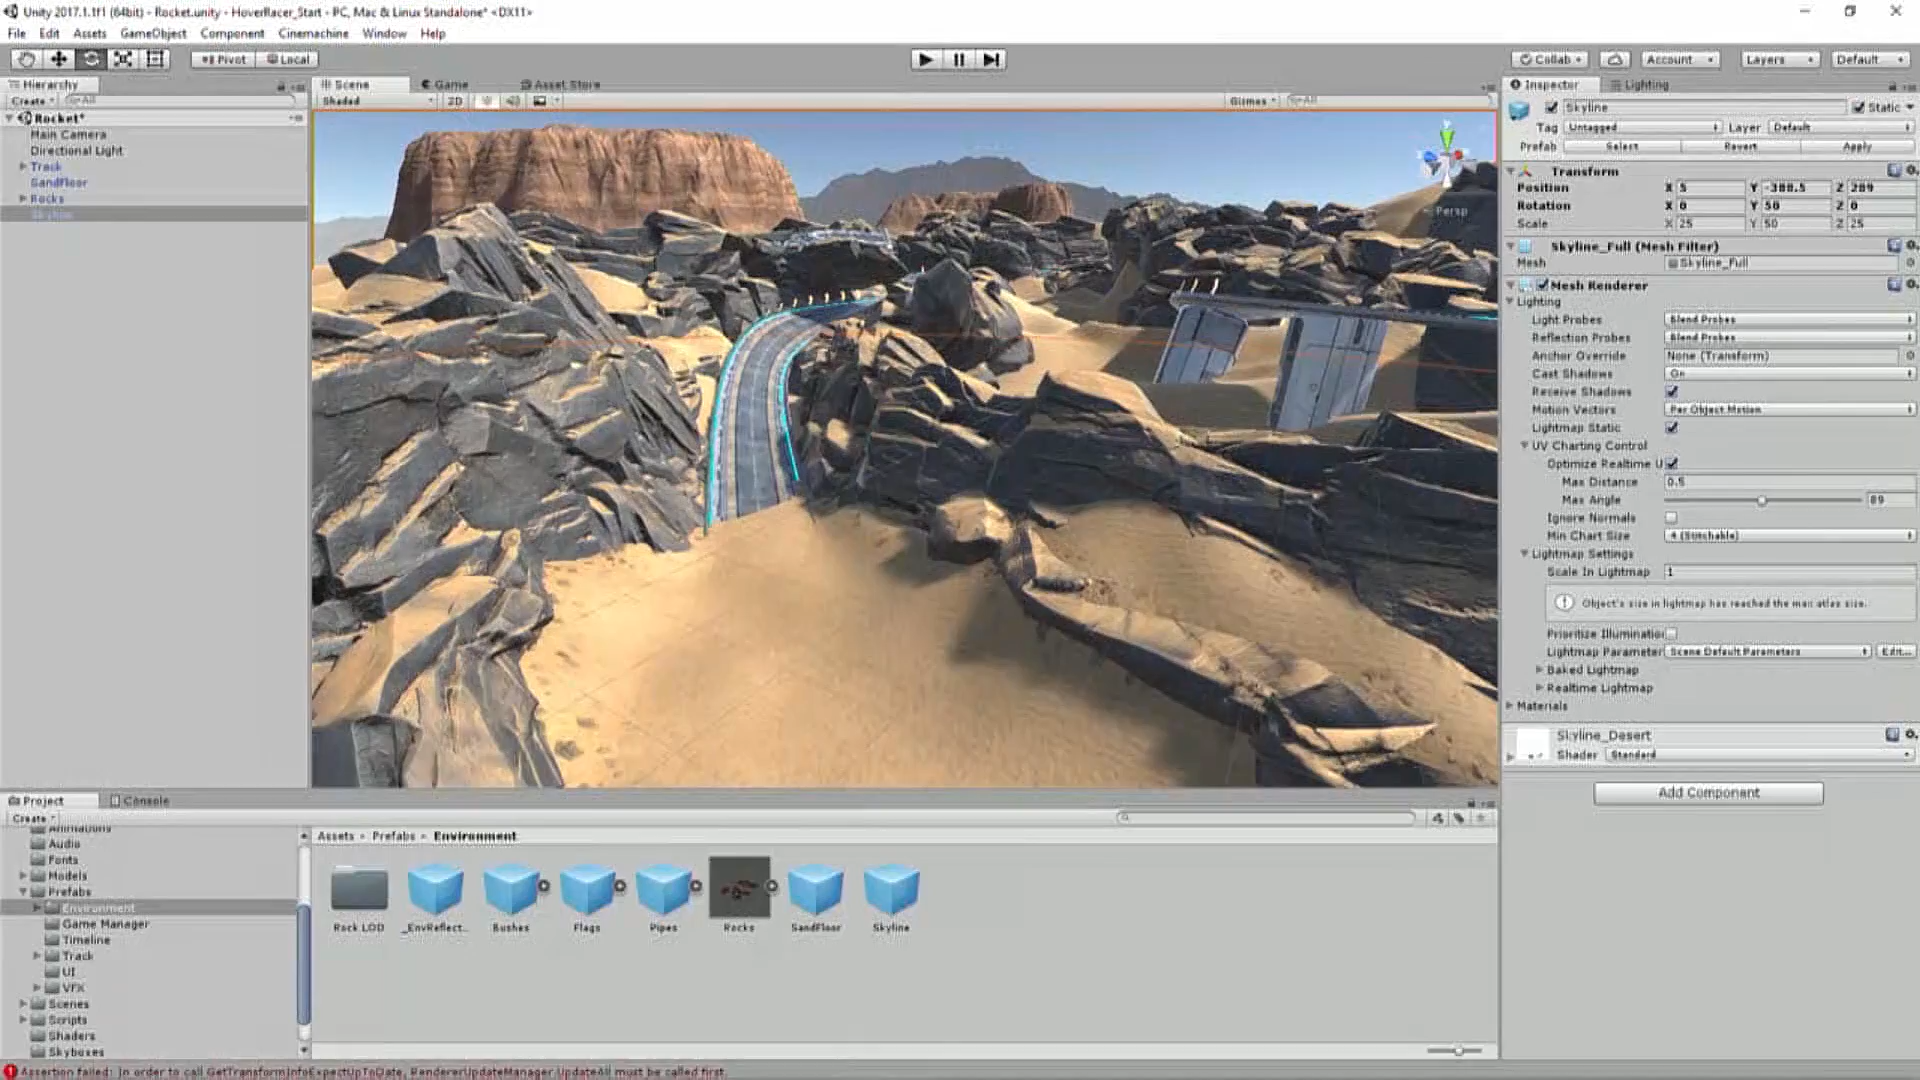 Unity 2017.1.1f1 (64bit) - Rocket.unity - HoverRacer_Start - PC, Mac & Linux Standalone* <DX11>
File Edit Assets GameObject Component Cinemachine Window Help
Pivot Local Collab Account Layers Default
Hierarchy
Create All
Rocket*
Main Camera
Directional Light
Track
SandFloor
Rocks
Skyline
Scene Game Asset Store
Shaded 2D Gizmos All
Persp
Inspector Lighting
Skyline Static
Tag Untagged Layer Default
Prefab Select Revert Apply
Transform
Position X 5 Y -388.5 Z 289
Rotation X 0 Y 50 Z 0
Scale X 25 Y 50 Z 25
Skyline_Full (Mesh Filter)
Mesh Skyline_Full
Mesh Renderer
Lighting
Light Probes Blend Probes
Reflection Probes Blend Probes
Anchor Override None (Transform)
Cast Shadows On
Receive Shadows
Motion Vectors Per Object Motion
Lightmap Static
UV Charting Control
Optimize Realtime U
Max Distance 0.5
Max Angle 89
Ignore Normals
Min Chart Size 4 (Stitchable)
Lightmap Settings
Scale In Lightmap 1
Object's size in lightmap has reached the max atlas size.
Prioritize Illuminatio
Lightmap Parameter Scene Default Parameters Edit...
Baked Lightmap
Realtime Lightmap
Materials
Skyline_Desert
Shader Standard
Add Component
Project Console
Create
Animations
Audio
Fonts
Models
Prefabs
Environment
Game Manager
Timeline
Track
UI
VFX
Scenes
Scripts
Shaders
Skyboxes
Assets Prefabs Environment
Rock LOD _EnvReflect... Bushes Flags Pipes Rocks SandFloor Skyline
Assertion failed: In order to call GetTransformInfoExpectUpToDate, RendererUpdateManager.UpdateAll must be called first.